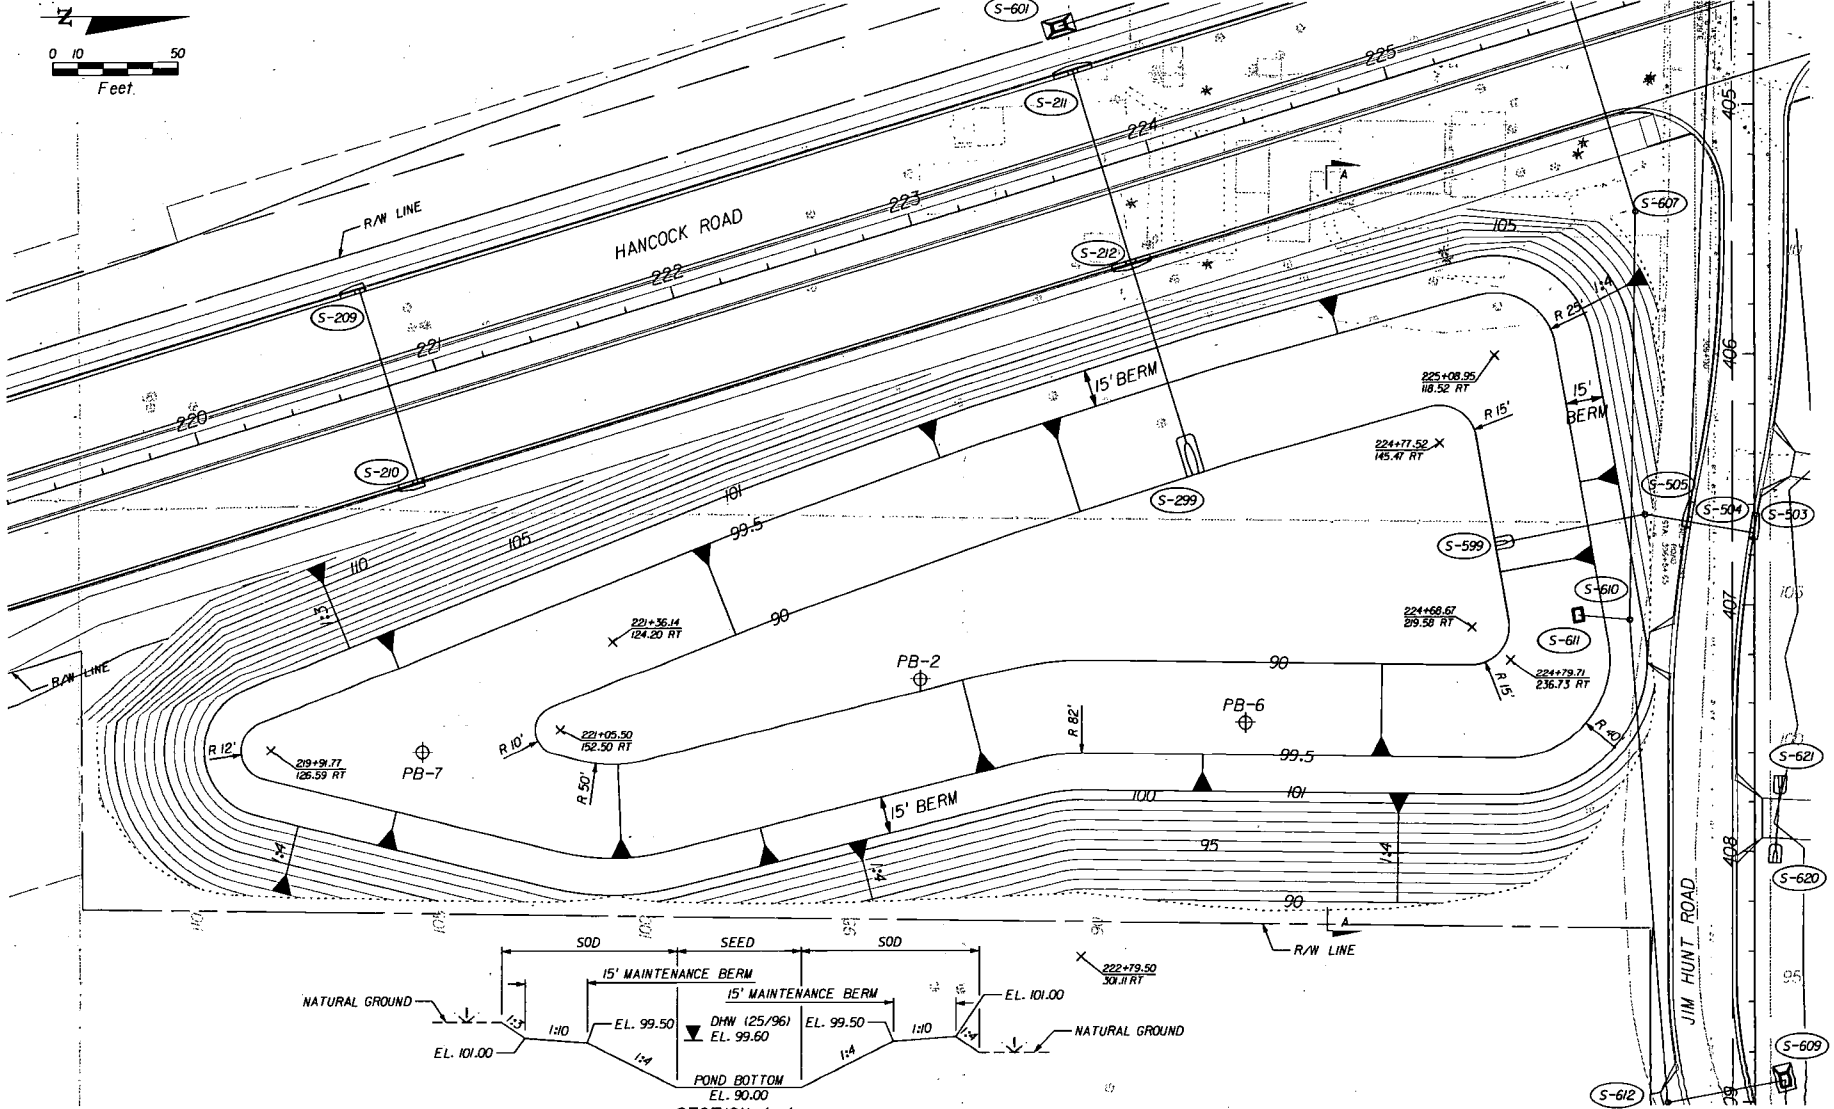 N
0 10 50
Feet.
S-601
S-211
225
224
223
222
221
220
R/W LINE
HANCOCK ROAD
405
A
S-607
105
S-212
S-209
R 25'
1:4
406
15' BERM
225+08.95
118.52 RT
15'
BERM
R 15'
224+77.52
145.47 RT
S-210
S-299
S-505
S-504
S-503
101
99.5
105
110
1:3
S-599
S-610
407
105
90
221+36.14
124.20 RT
224+68.67
219.58 RT
S-611
R/W LINE
PB-2
90
224+79.71
236.73 RT
R 15'
PB-6
R 82'
R 40'
R 12'
219+91.77
126.59 RT
PB-7
R 10'
221+05.50
152.50 RT
R 50'
99.5
100
S-621
15' BERM
100
101
1:4
1:4
95
1:4
408
S-620
90
110
105
100
95
90
A
R/W LINE
JIM HUNT ROAD
222+79.50
301.11 RT
95
SOD SEED SOD
15' MAINTENANCE BERM
15' MAINTENANCE BERM
NATURAL GROUND
EL. 101.00
1:3
1:10
EL. 99.50
DHW (25/96)
EL. 99.60
EL. 99.50
1:10
1:4
NATURAL GROUND
EL. 101.00
1:4
1:4
POND BOTTOM
EL. 90.00
S-609
S-612